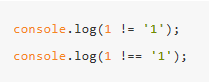 console.log(1 != '1');
console.log(1 !== '1');